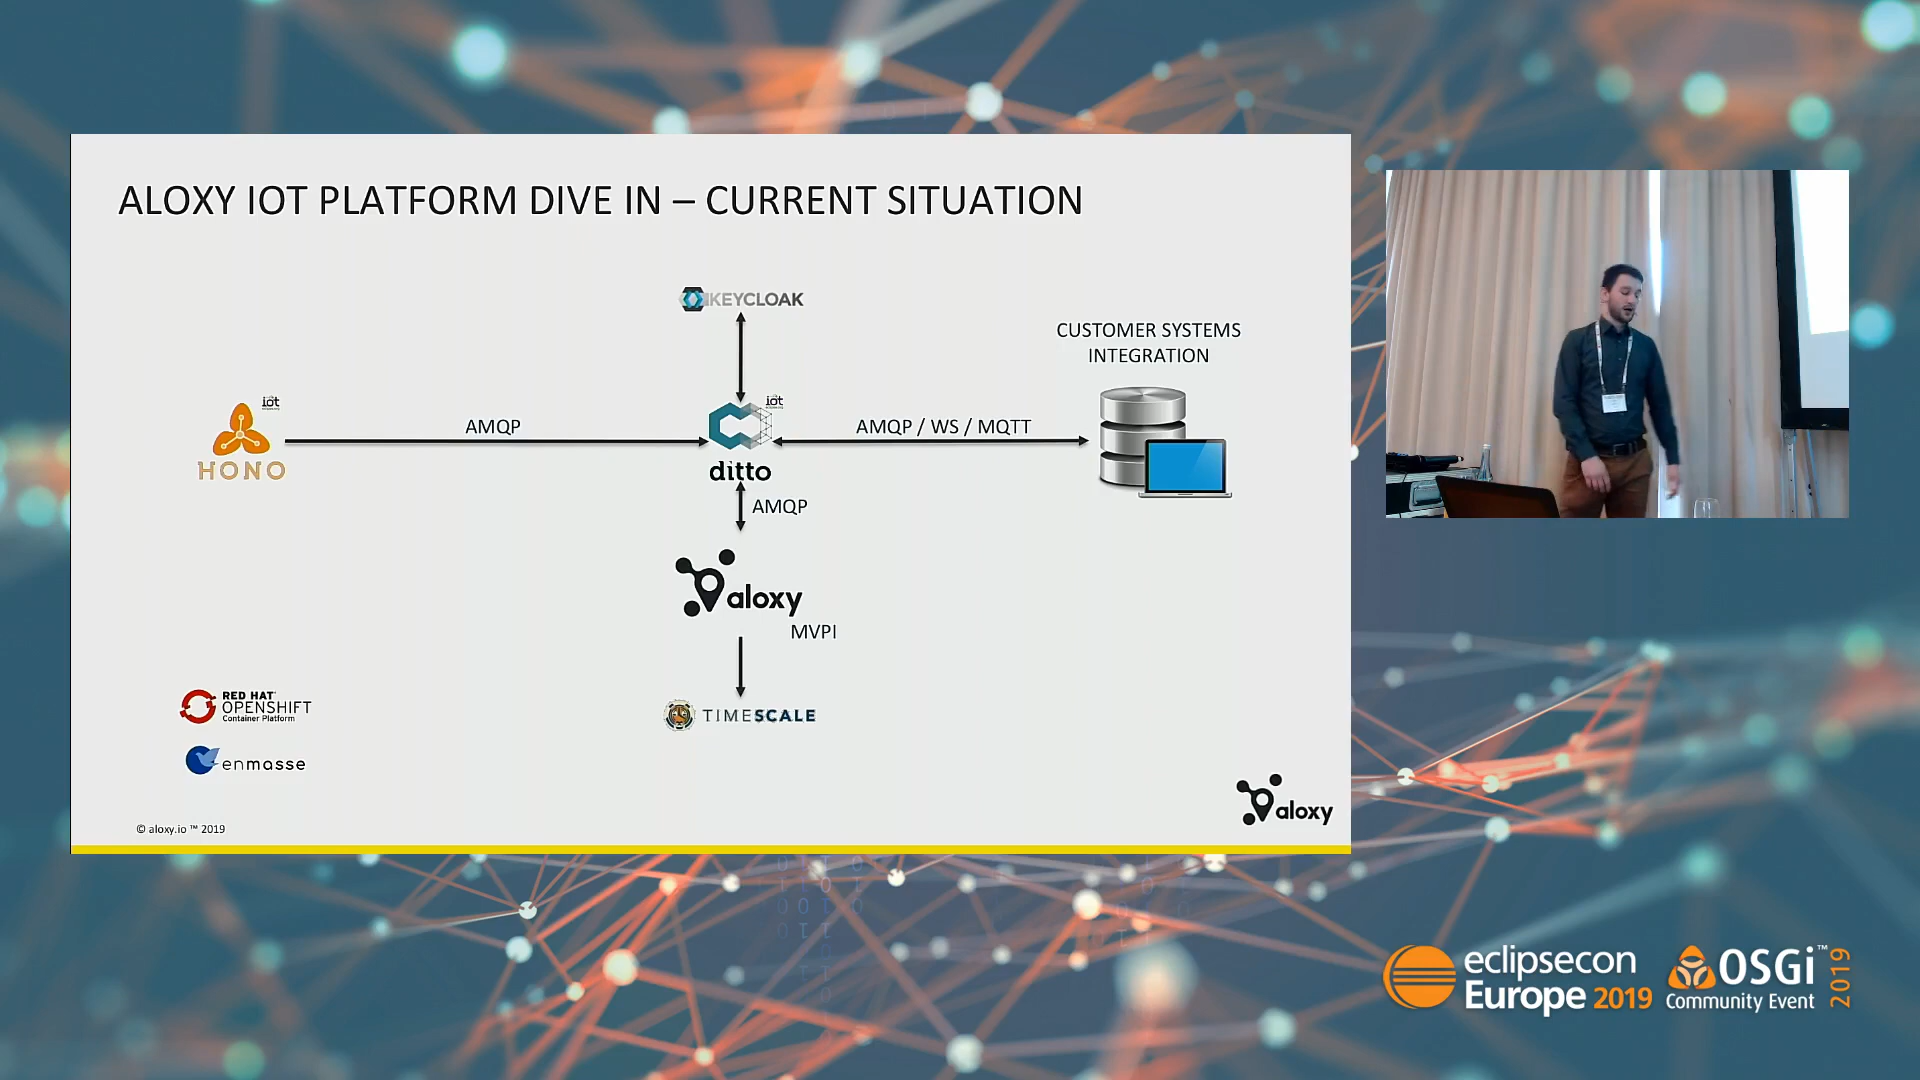 ALOXY IOT PLATFORM DIVE IN – CURRENT SITUATION
KEYCLOAK
CUSTOMER SYSTEMS
INTEGRATION
iot
iot
AMQP
AMQP / WS / MQTT
HONO
ditto
AMQP
aloxy
MVPI
RED HAT
OPENSHIFT
Container Platform
TIMESCALE
enmasse
aloxy
© aloxy.io ™ 2019
eclipsecon
Europe 2019
OSGi™
Community Event
2019